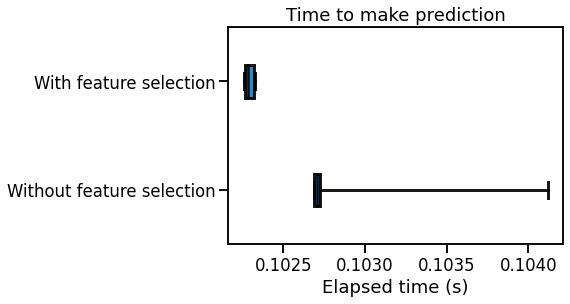 Time to make prediction
With feature selection
Without feature selection
0.1025 0.1030 0.1035 0.1040
Elapsed time (s)